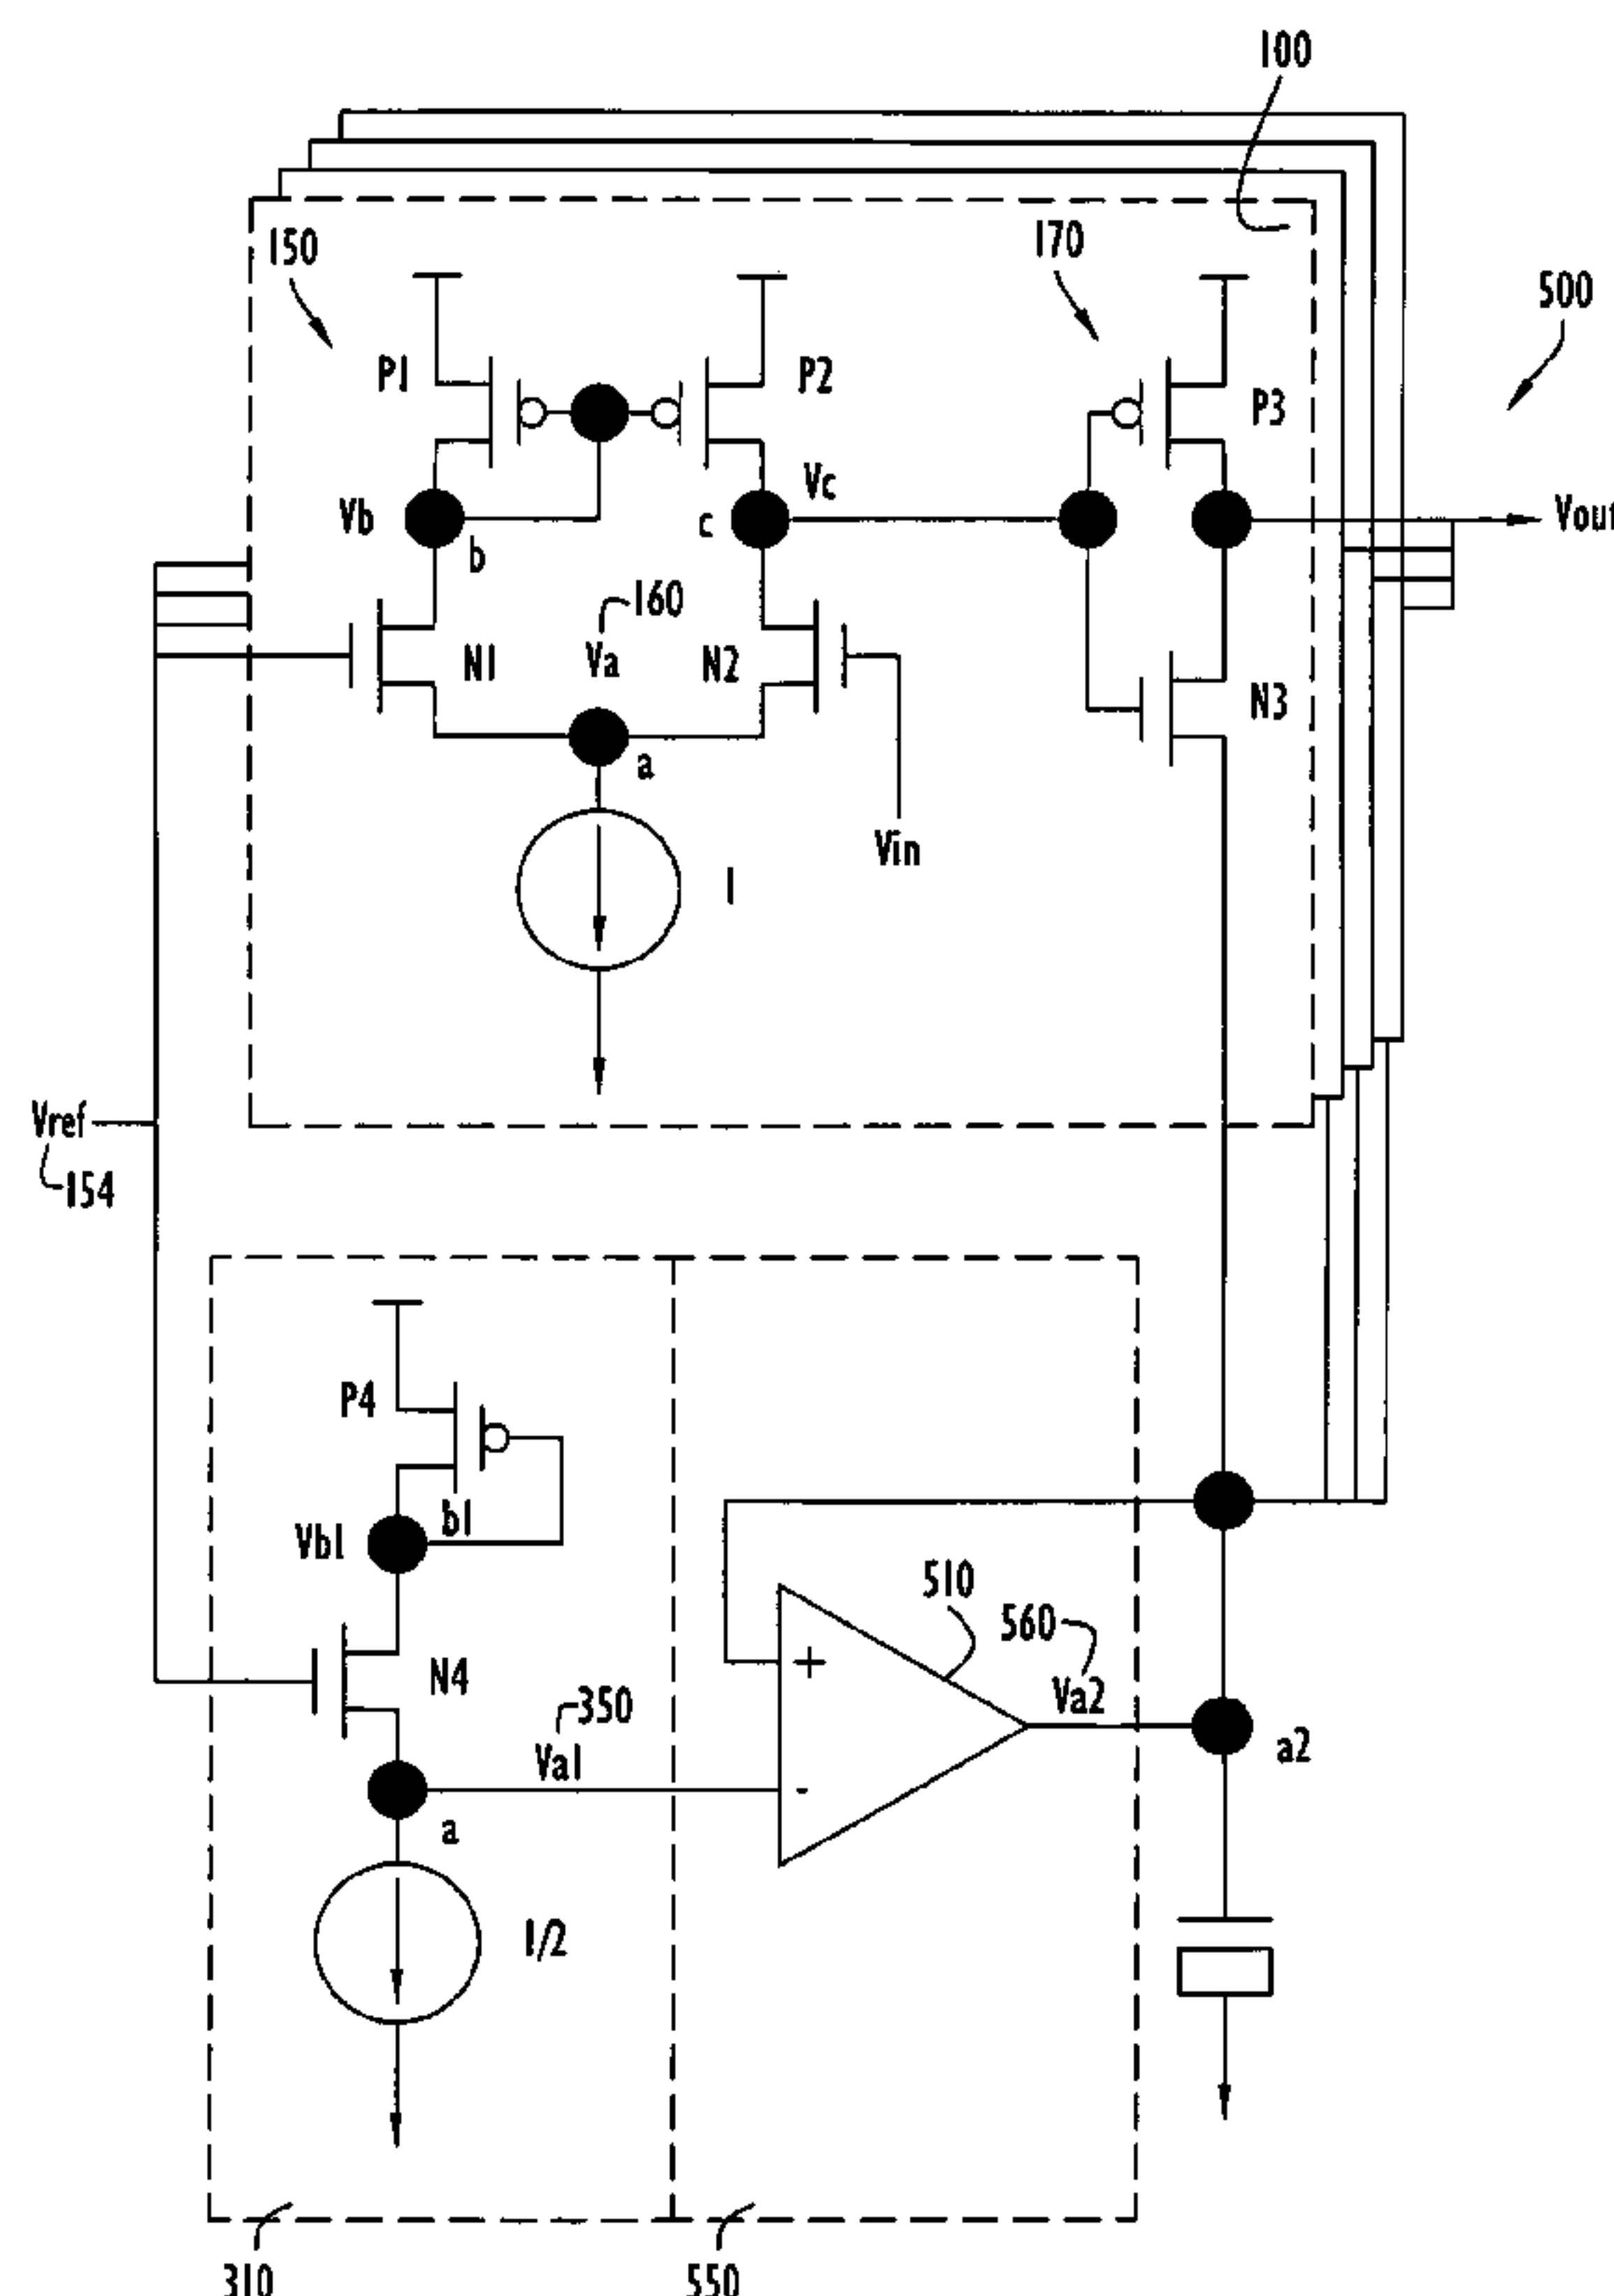 100
150
170
500
P1
P2
P3
Vb
b
c
Vc
Vout
160
N1
Va
N2
N3
a
I
Vin
Vref
154
P4
Vb1
b1
510
560
N4
350
Va1
+
Va2
a2
-
a
I/2
310
550